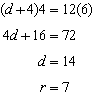 (d+4)4 = 12(6)
4d+16 = 72
d = 14
r = 7